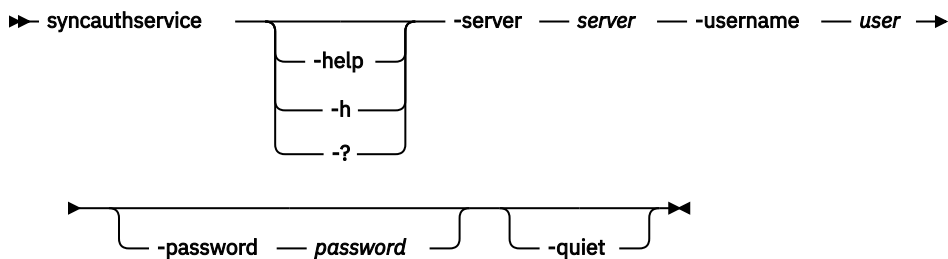 syncauthservice -server server -username user
-help
-h
-?
-password password -quiet